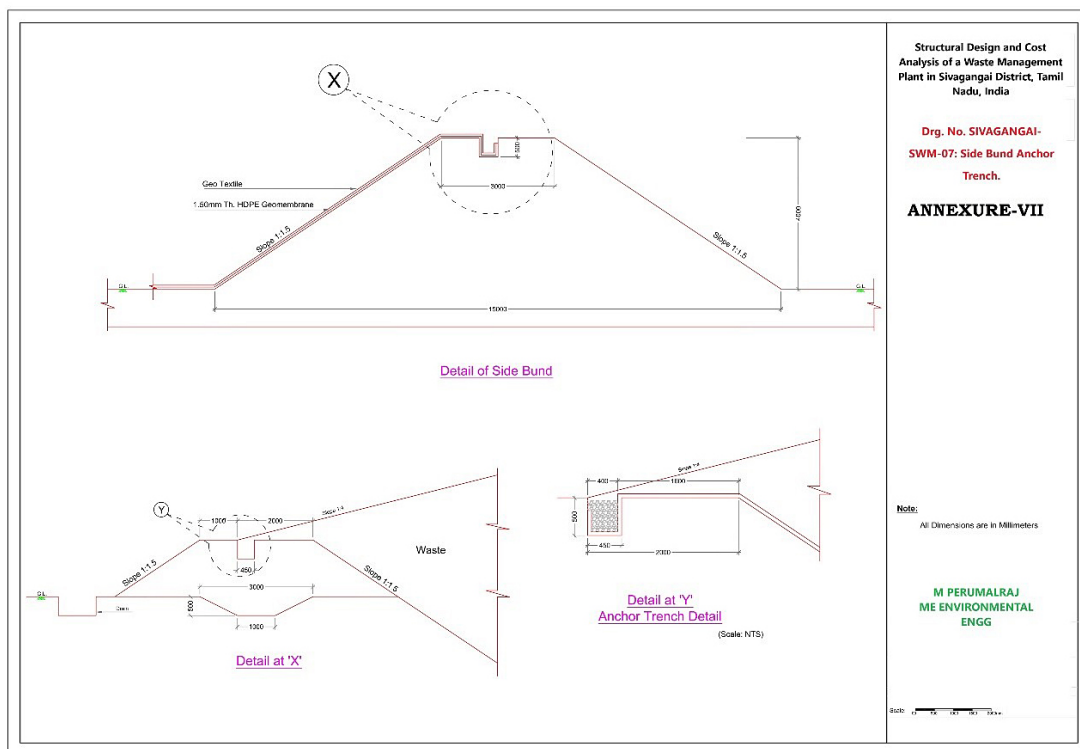 Structural Design and Cost
Analysis of a Waste Management
Plant in Sivagangai District, Tamil
Nadu, India
Drg. No. SIVAGANGAI-
SWM-07: Side Bund Anchor
Trench.
ANNEXURE-VII
X
500
3000
4000
Geo Textile
1.60mm Th. HDPE Geomembrane
Slope 1:1.5
Slope 1:1.5
G.L
G.L
15000
Detail of Side Bund
Y
1000
2000
Slope 1:4
Slope 1:1.5
450
Waste
Slope 1:1.5
3000
G.L
500
Drain
1000
Detail at 'X'
Slope 1:4
400
1600
500
450
2000
Detail at 'Y'
Anchor Trench Detail
(Scale: NTS)
Note:
All Dimensions are in Millimeters
M PERUMALRAJ
ME ENVIRONMENTAL
ENGG
Scale: